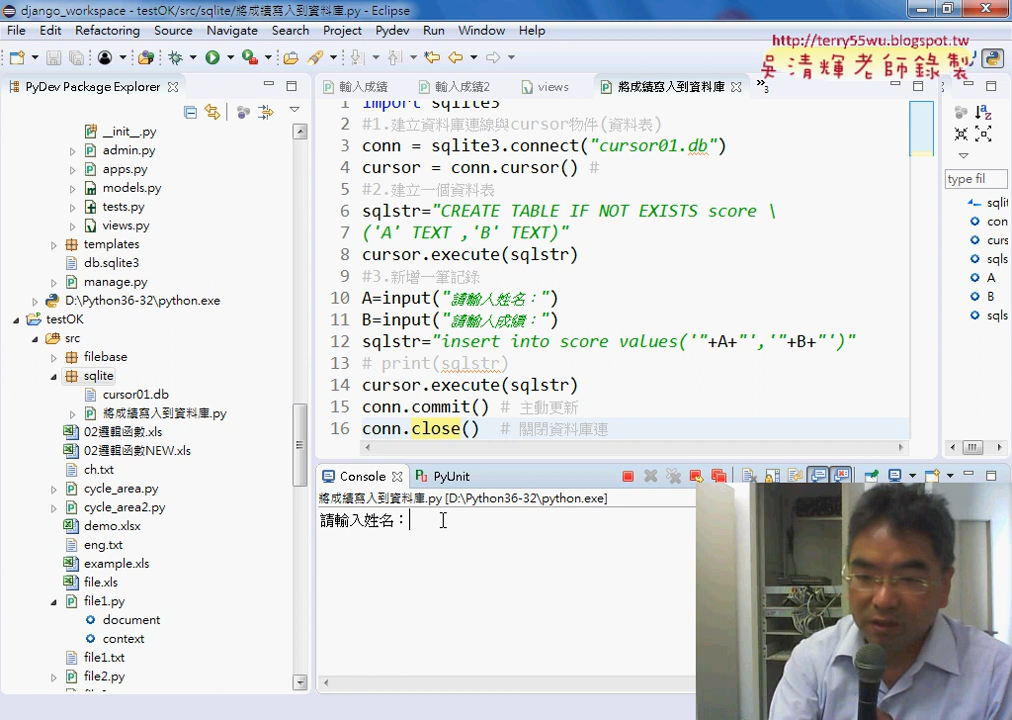 django_workspace - testOK/src/sqlite/將成績寫入到資料庫.py - Eclipse
File Edit Refactoring Source Navigate Search Project Pydev Run Window Help
http://terry55wu.blogspot.tw
吳清輝老師錄製
PyDev Package Explorer
__init__.py
admin.py
apps.py
models.py
tests.py
views.py
templates
db.sqlite3
manage.py
D:\Python36-32\python.exe
testOK
src
filebase
sqlite
cursor01.db
將成績寫入到資料庫.py
02邏輯函數.xls
02邏輯函數NEW.xls
ch.txt
cycle_area.py
cycle_area2.py
demo.xlsx
eng.txt
example.xls
file.xls
file1.py
document
context
file1.txt
file2.py
輸入成績 輸入成績2 views 將成績寫入到資料庫 »3
1 import sqlite3
2 #1.建立資料庫連線與cursor物件(資料表)
3 conn = sqlite3.connect("cursor01.db")
4 cursor = conn.cursor() #
5 #2.建立一個資料表
6 sqlstr="CREATE TABLE IF NOT EXISTS score \
7 ('A' TEXT ,'B' TEXT)"
8 cursor.execute(sqlstr)
9 #3.新增一筆記錄
10 A=input("請輸入姓名：")
11 B=input("請輸入成績：")
12 sqlstr="insert into score values('"+A+"','"+B+"')"
13 # print(sqlstr)
14 cursor.execute(sqlstr)
15 conn.commit() # 主動更新
16 conn.close() # 關閉資料庫連
type fil
sqlit
con
curs
sqls
A
B
sqls
Console PyUnit
將成績寫入到資料庫.py [D:\Python36-32\python.exe]
請輸入姓名：